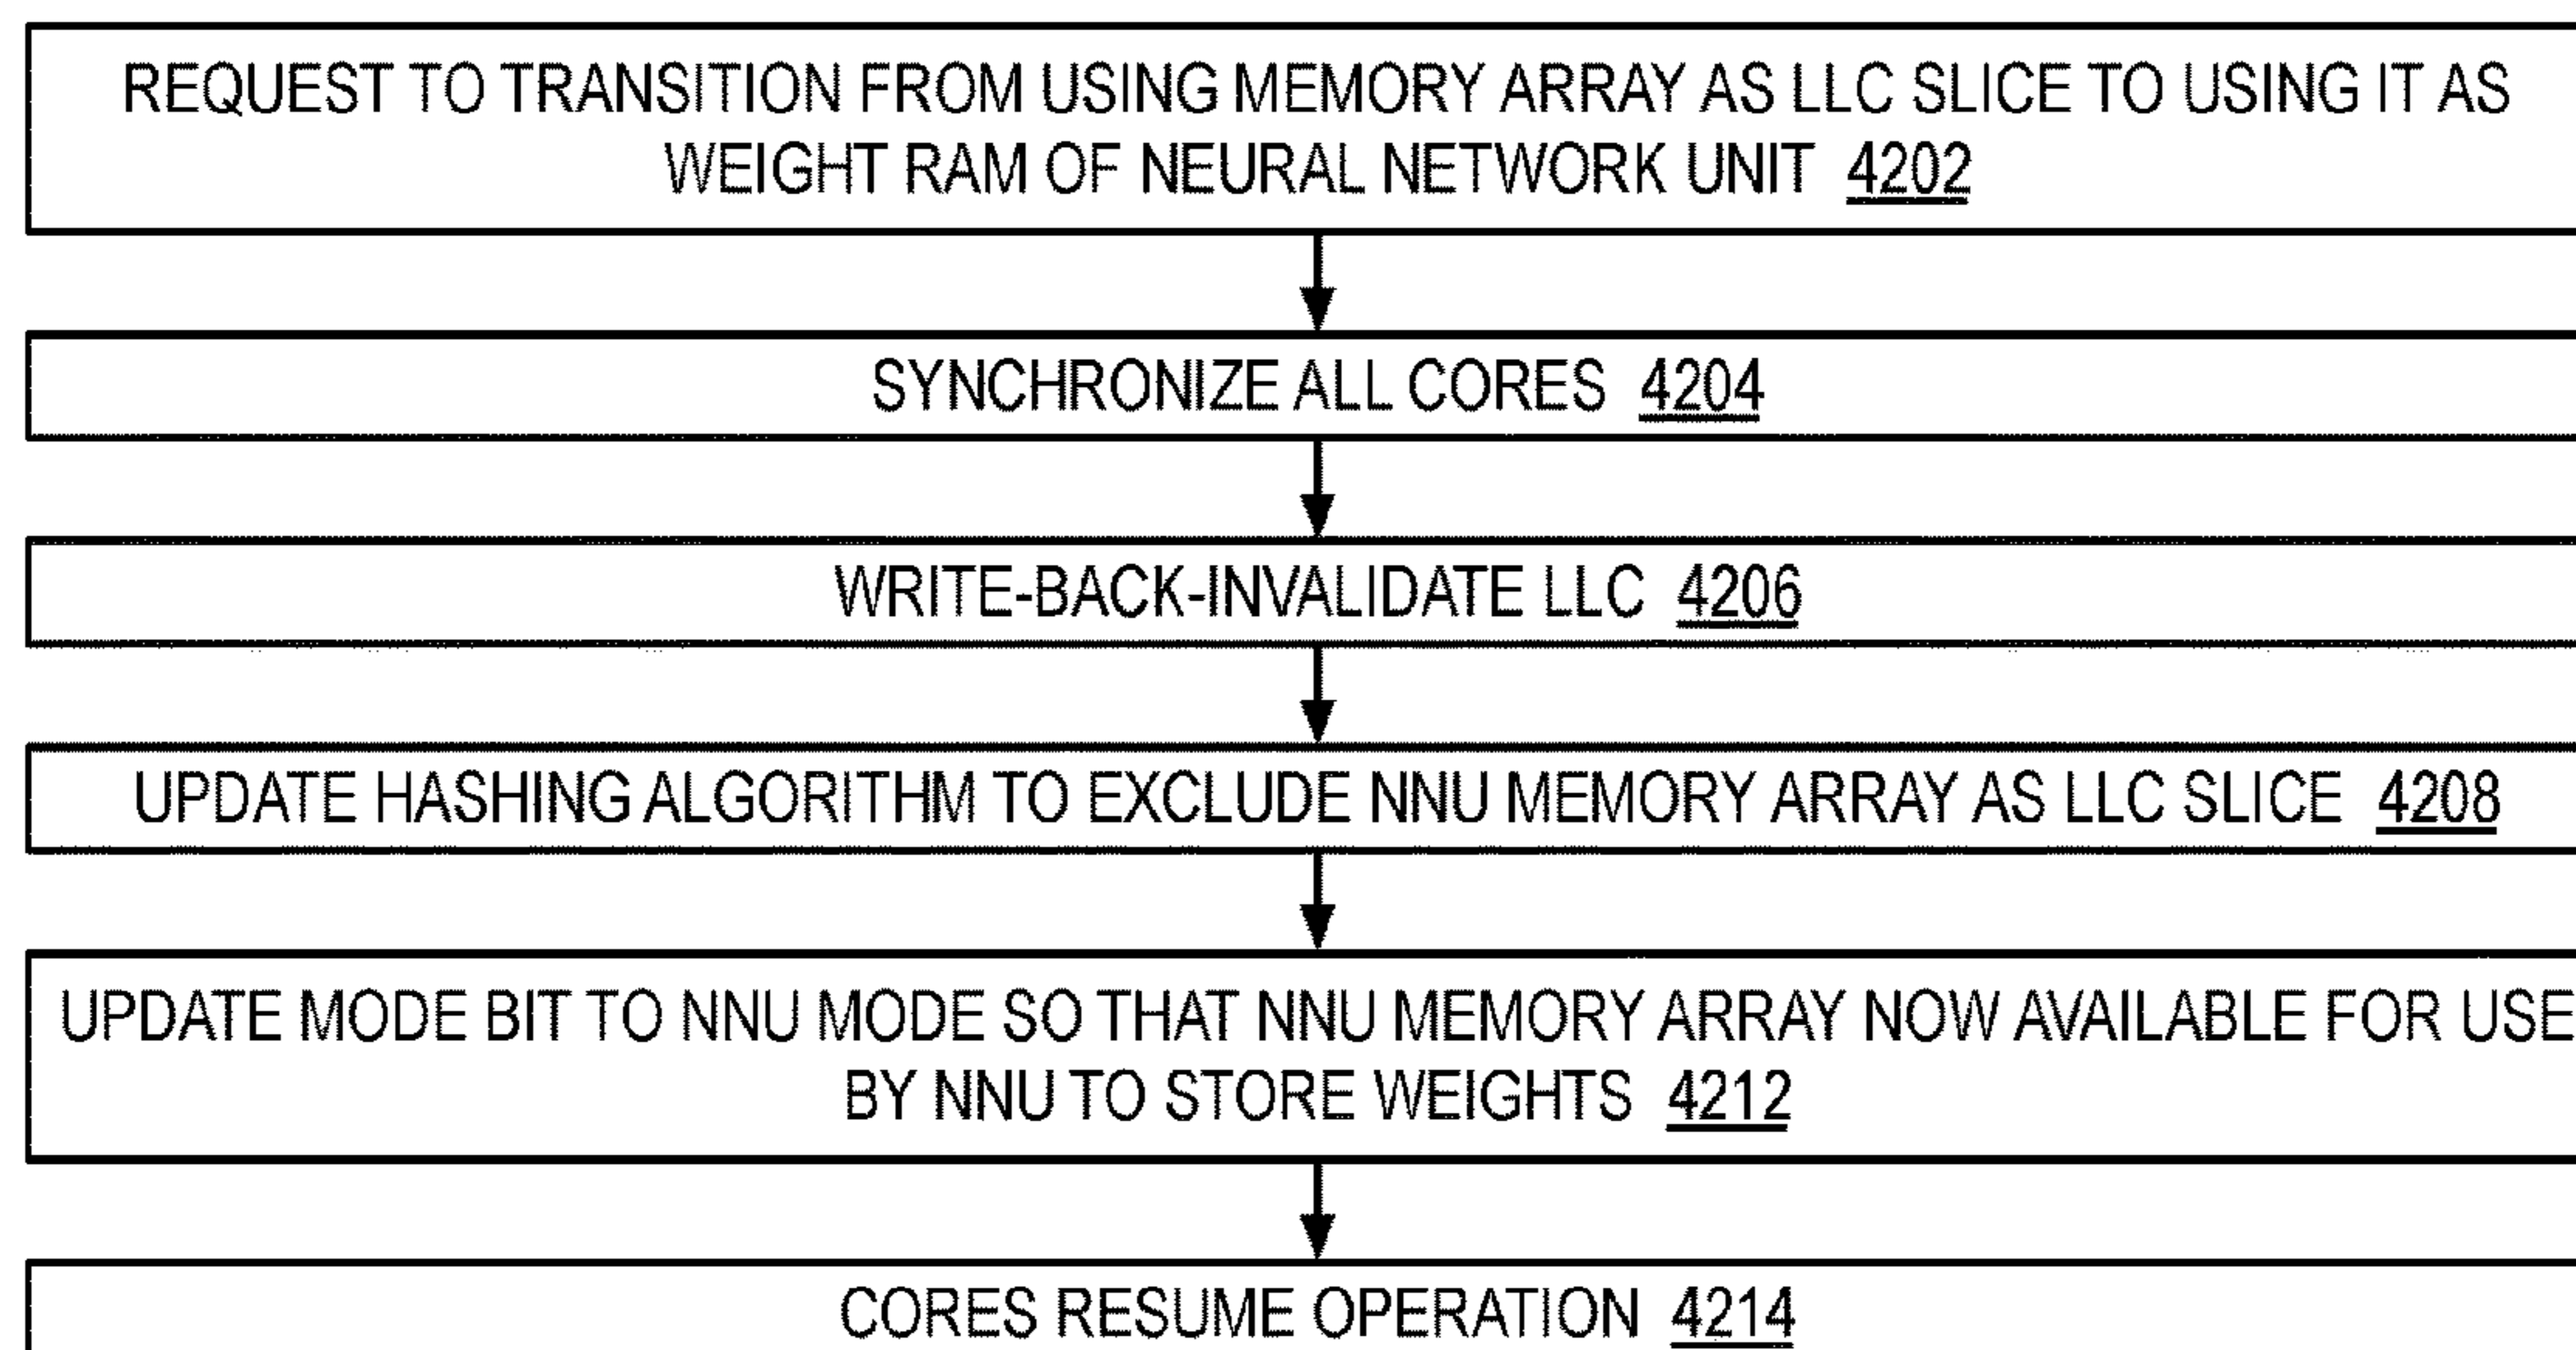 REQUEST TO TRANSITION FROM USING MEMORY ARRAY AS LLC SLICE TO USING IT AS
WEIGHT RAM OF NEURAL NETWORK UNIT 4202
SYNCHRONIZE ALL CORES 4204
WRITE-BACK-INVALIDATE LLC 4206
UPDATE HASHING ALGORITHM TO EXCLUDE NNU MEMORY ARRAY AS LLC SLICE 4208
UPDATE MODE BIT TO NNU MODE SO THAT NNU MEMORY ARRAY NOW AVAILABLE FOR USE
BY NNU TO STORE WEIGHTS 4212
CORES RESUME OPERATION 4214